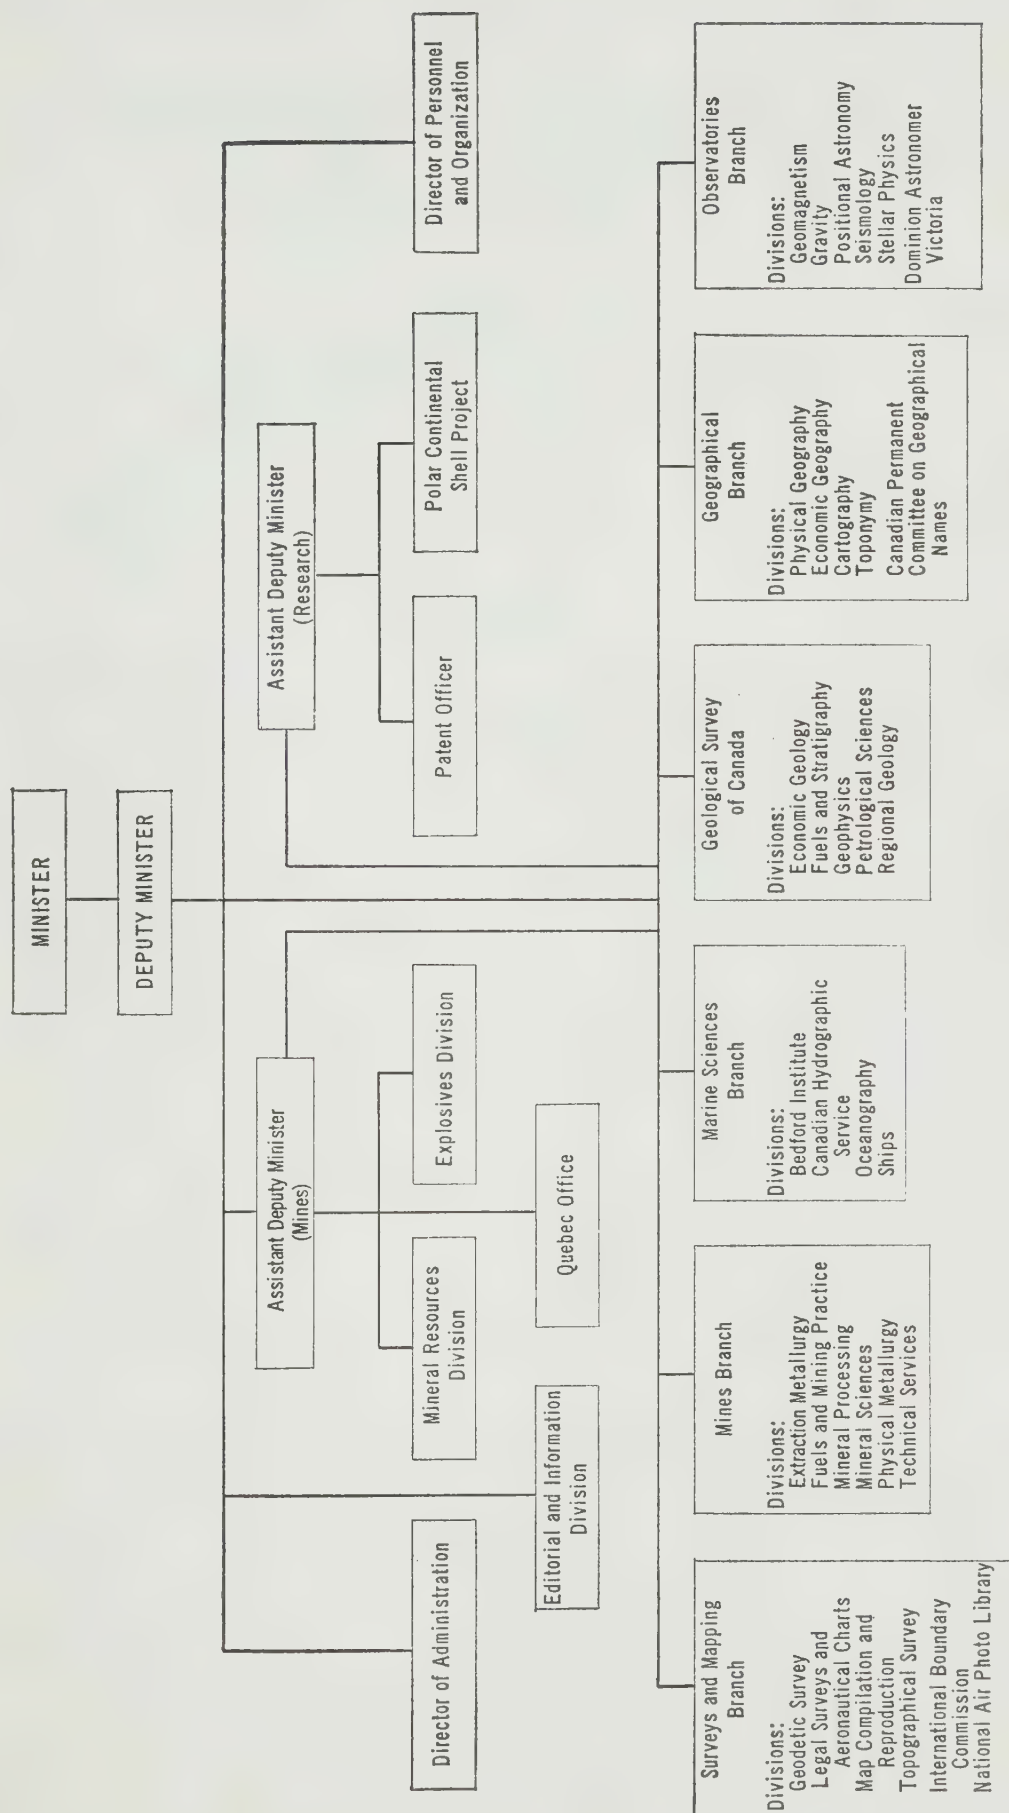 MINISTER
DEPUTY MINISTER
Assistant Deputy Minister
(Mines)
Assistant Deputy Minister
(Research)
Director of Administration
Mineral Resources
Division
Explosives Division
Patent Officer
Polar Continental
Shelf Project
Director of Personnel
and Organization
Editorial and Information
Division
Quebec Office
Surveys and Mapping
Branch
Divisions:
Geodetic Survey
Legal Surveys and
Aeronautical Charts
Map Compilation and
Reproduction
Topographical Survey
International Boundary
Commission
National Air Photo Library
Mines Branch
Divisions:
Extraction Metallurgy
Fuels and Mining Practice
Mineral Processing
Mineral Sciences
Physical Metallurgy
Technical Services
Marine Sciences
Branch
Divisions:
Bedford Institute
Canadian Hydrographic
Service
Oceanography
Ships
Geological Survey
of Canada
Divisions:
Economic Geology
Fuels and Stratigraphy
Geophysics
Petrological Sciences
Regional Geology
Geographical
Branch
Divisions:
Physical Geography
Economic Geography
Cartography
Toponymy
Canadian Permanent
Committee on Geographical
Names
Observatories
Branch
Divisions:
Geomagnetism
Gravity
Positional Astronomy
Seismology
Stellar Physics
Dominion Astronomer
Victoria